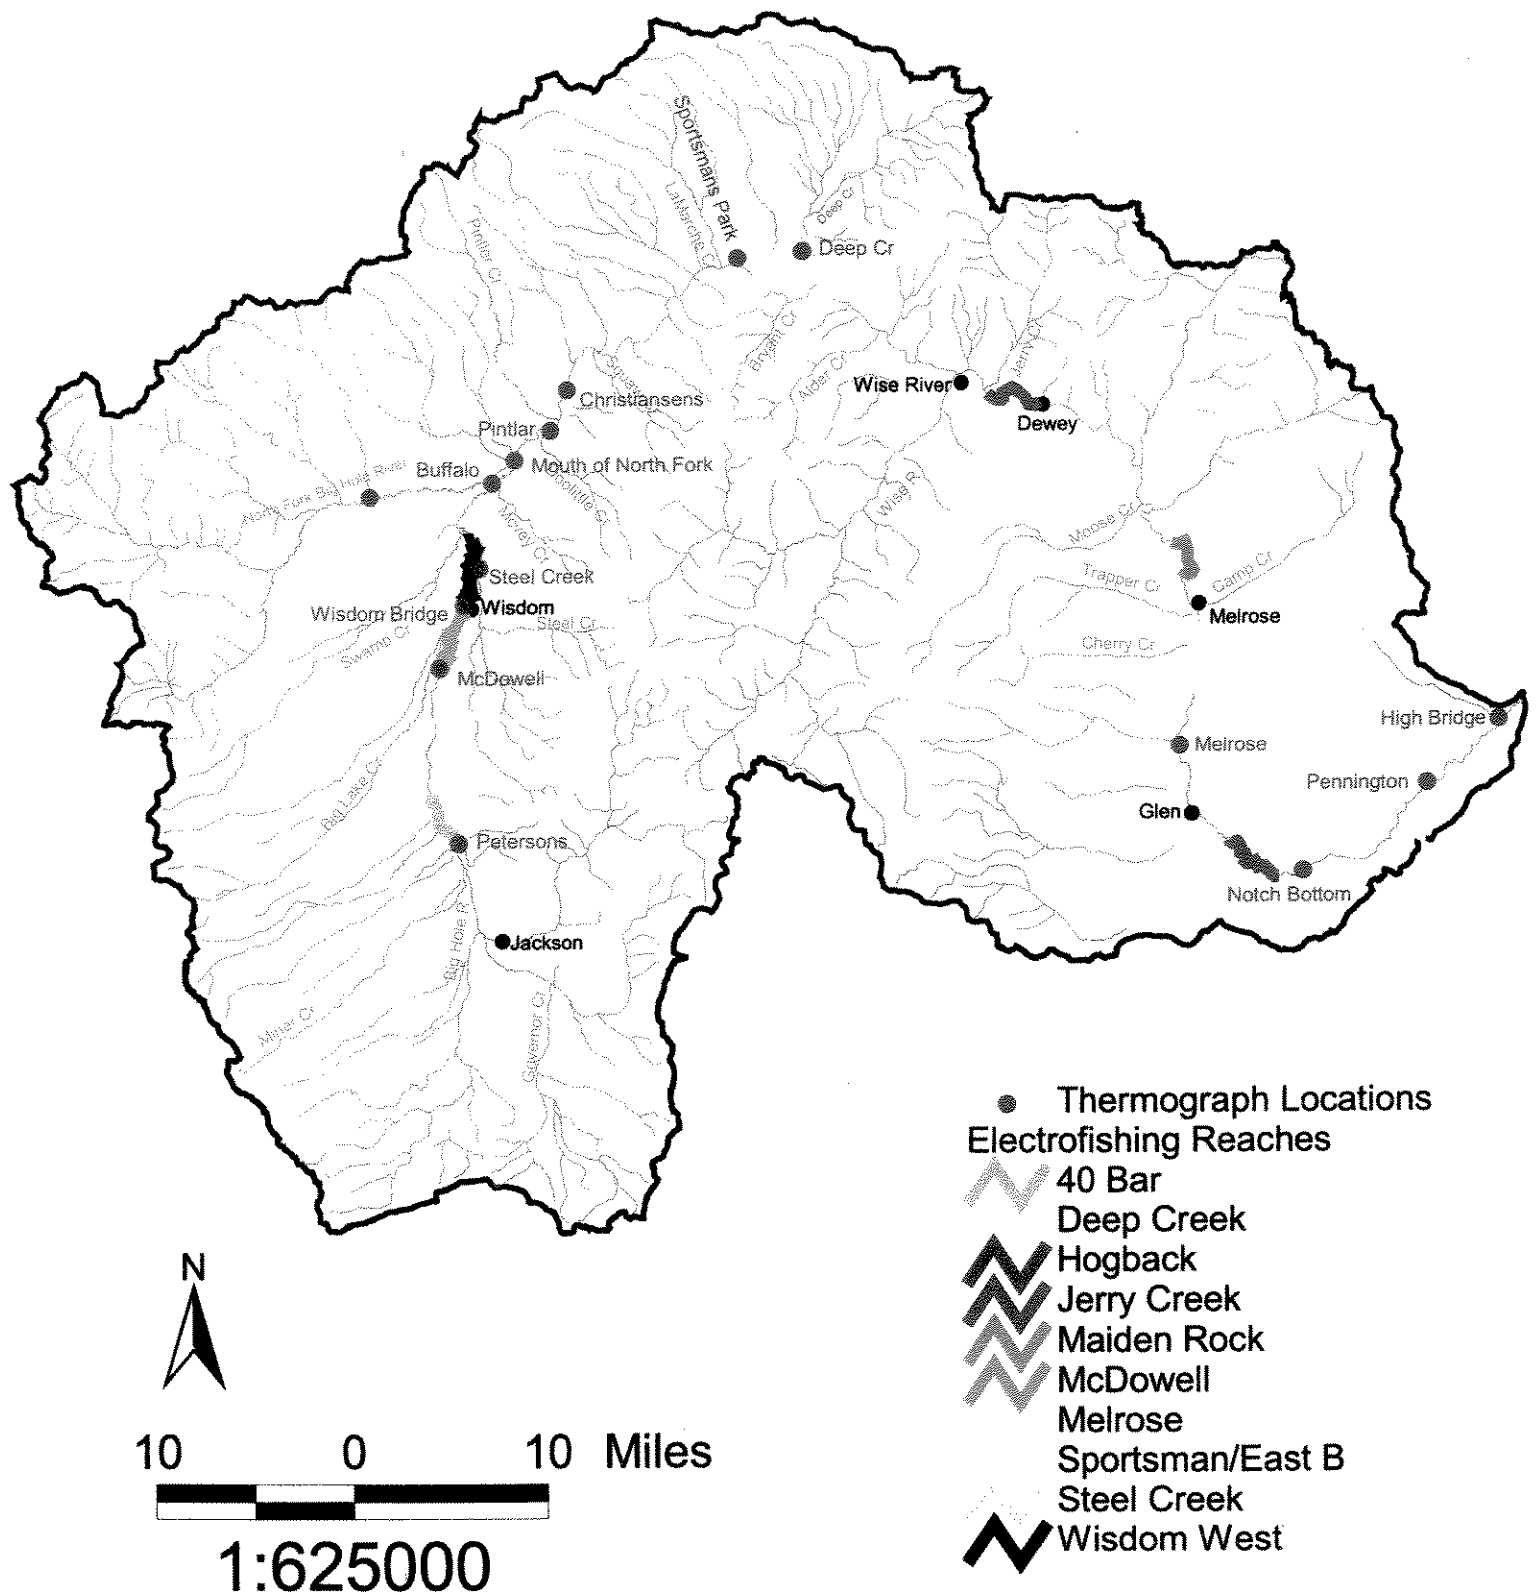 Sportsmans Park
LaMarche Cr
Deep Cr
Deep Cr
Pintler Cr
Bryant Cr
Jerry Cr
Alder Cr
Wise River
Dewey
Christiansens
Pintlar
Mouth of North Fork
Buffalo
North Fork Big Hole River
Mcvey Cr
Wise R
Moose Cr
Trapper Cr
Camp Cr
Steel Creek
Wisdom Bridge
Wisdom
Steel Cr
Swamp Cr
Melrose
Cherry Cr
McDowell
High Bridge
Melrose
Pennington
Big Lake Cr
Glen
Petersons
Notch Bottom
Big Hole R
Jackson
Miner Cr
Governor Cr
Thermograph Locations
Electrofishing Reaches
40 Bar
Deep Creek
Hogback
Jerry Creek
Maiden Rock
McDowell
Melrose
Sportsman/East B
Steel Creek
Wisdom West
N
10 0 10 Miles
1:625000